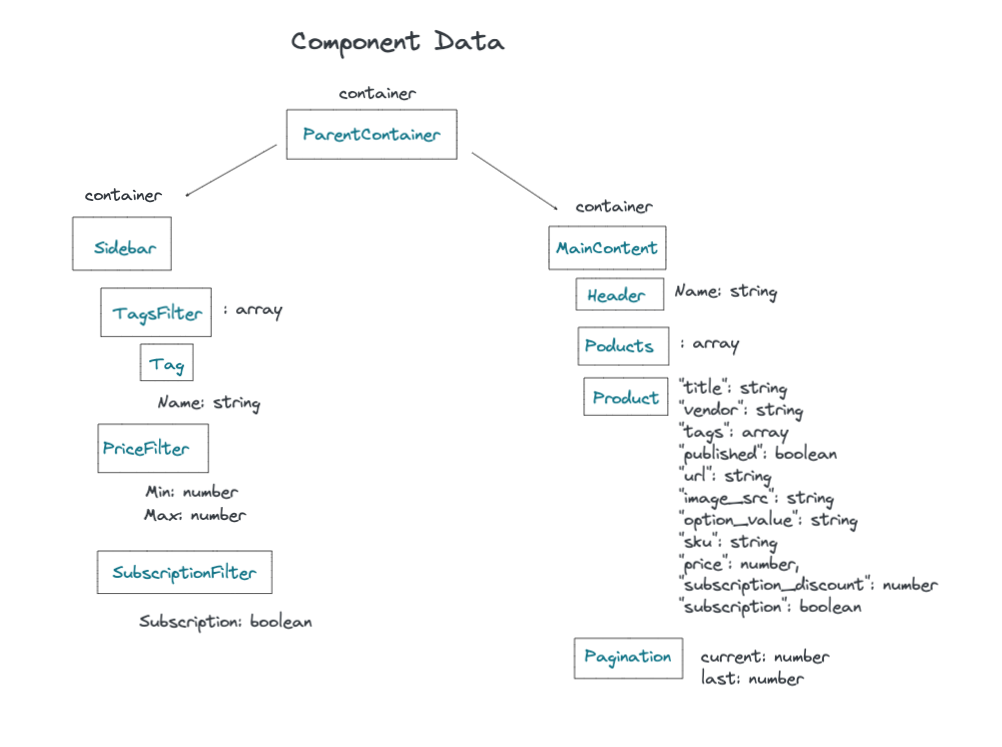 Component Data
container
ParentContainer
container
Sidebar
TagsFilter : array
Tag
Name: string
PriceFilter
Min: number
Max: number
SubscriptionFilter
Subscription: boolean
container
MainContent
Header Name: string
Poducts : array
Product "title": string
"vendor": string
"tags": array
"published": boolean
"url": string
"image_src": string
"option_value": string
"sku": string
"price": number,
"subscription_discount": number
"subscription": boolean
Pagination current: number
last: number